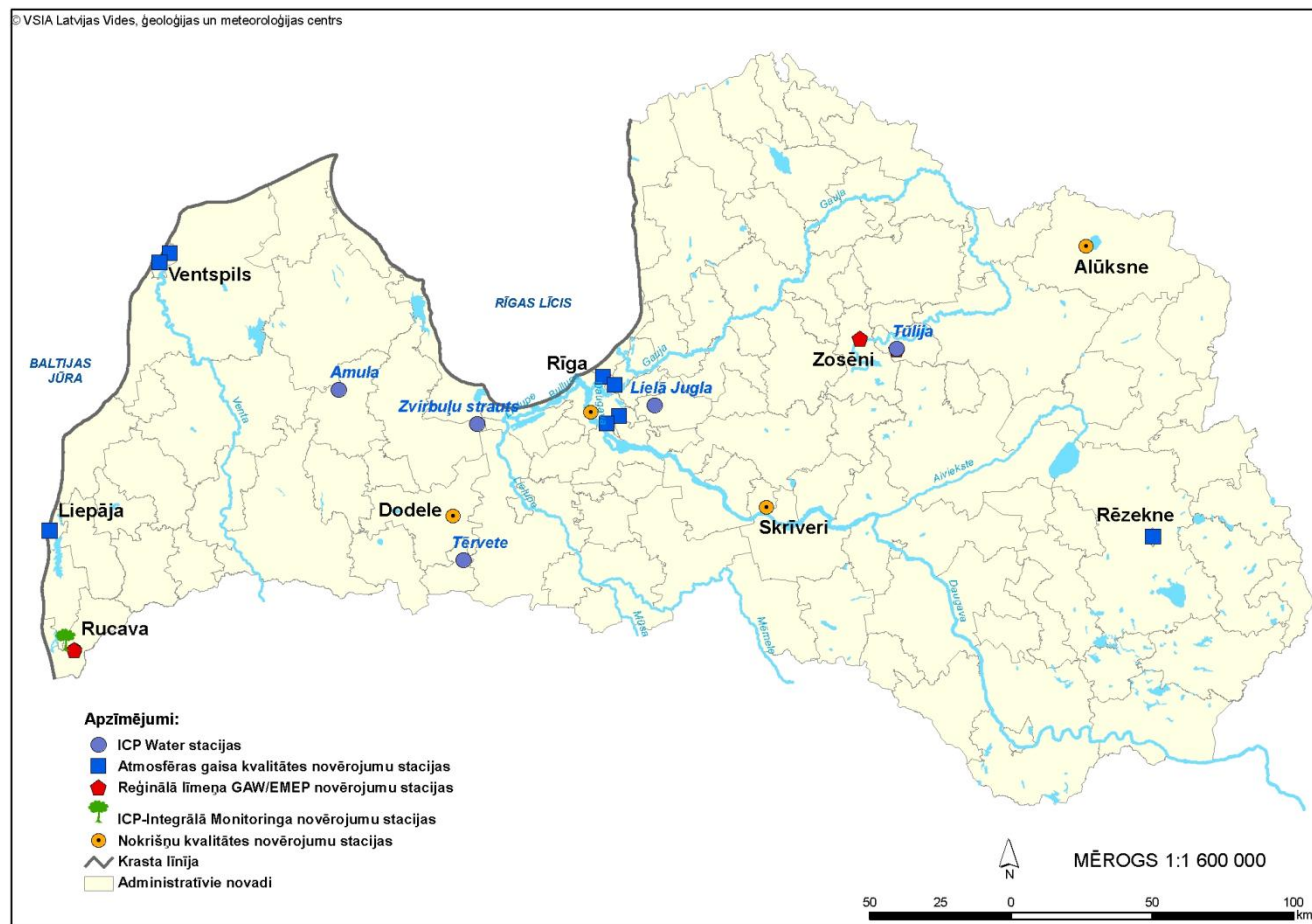 © VSIA Latvijas Vides, ģeoloģijas un meteoroloģijas centrs
Gauja
Ventspils
Alūksne
RĪGAS LĪCIS
BALTIJAS
JŪRA
Tūlija
Zosēni
Rīga
Gauja
Amula
Lielā Jugla
Zvirbuļu strauts
Venta
Lielupe
Aiviekste
Liepāja
Dodele
Skrīveri
Rēzekne
Tērvete
Daugava
Mūsa
Mēmele
Rucava
Apzīmējumi:
ICP Water stacijas
Atmosfēras gaisa kvalitātes novērojumu stacijas
Reģinālā līmeņa GAW/EMEP novērojumu stacijas
ICP-Integrālā Monitoringa novērojumu stacijas
Nokrišņu kvalitātes novērojumu stacijas
Krasta līnija
Administratīvie novadi
N
MĒROGS 1:1 600 000
50 25 0 50 100
km